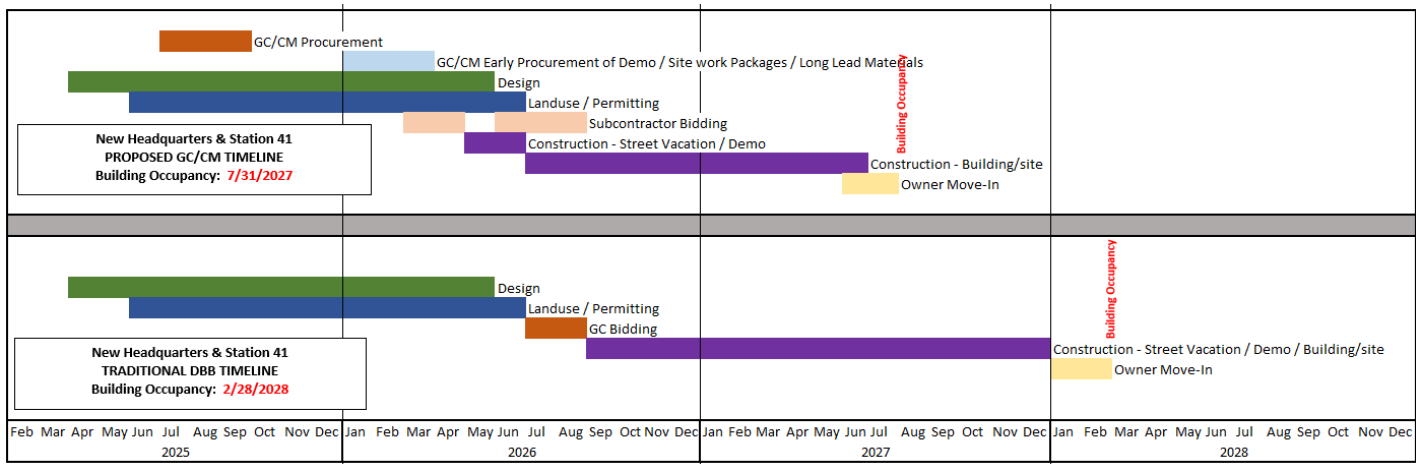 GC/CM Procurement
GC/CM Early Procurement of Demo / Site work Packages / Long Lead Materials
Design
Landuse / Permitting
Subcontractor Bidding
Construction - Street Vacation / Demo
Construction - Building/site
Owner Move-In
Building Occupancy
New Headquarters & Station 41
PROPOSED GC/CM TIMELINE
Building Occupancy: 7/31/2027
Design
Landuse / Permitting
GC Bidding
Construction - Street Vacation / Demo / Building/site
Owner Move-In
Building Occupancy
New Headquarters & Station 41
TRADITIONAL DBB TIMELINE
Building Occupancy: 2/28/2028
Feb Mar Apr May Jun Jul Aug Sep Oct Nov Dec Jan Feb Mar Apr May Jun Jul Aug Sep Oct Nov Dec Jan Feb Mar Apr May Jun Jul Aug Sep Oct Nov Dec Jan Feb Mar Apr May Jun Jul Aug Sep Oct Nov Dec
2025 2026 2027 2028